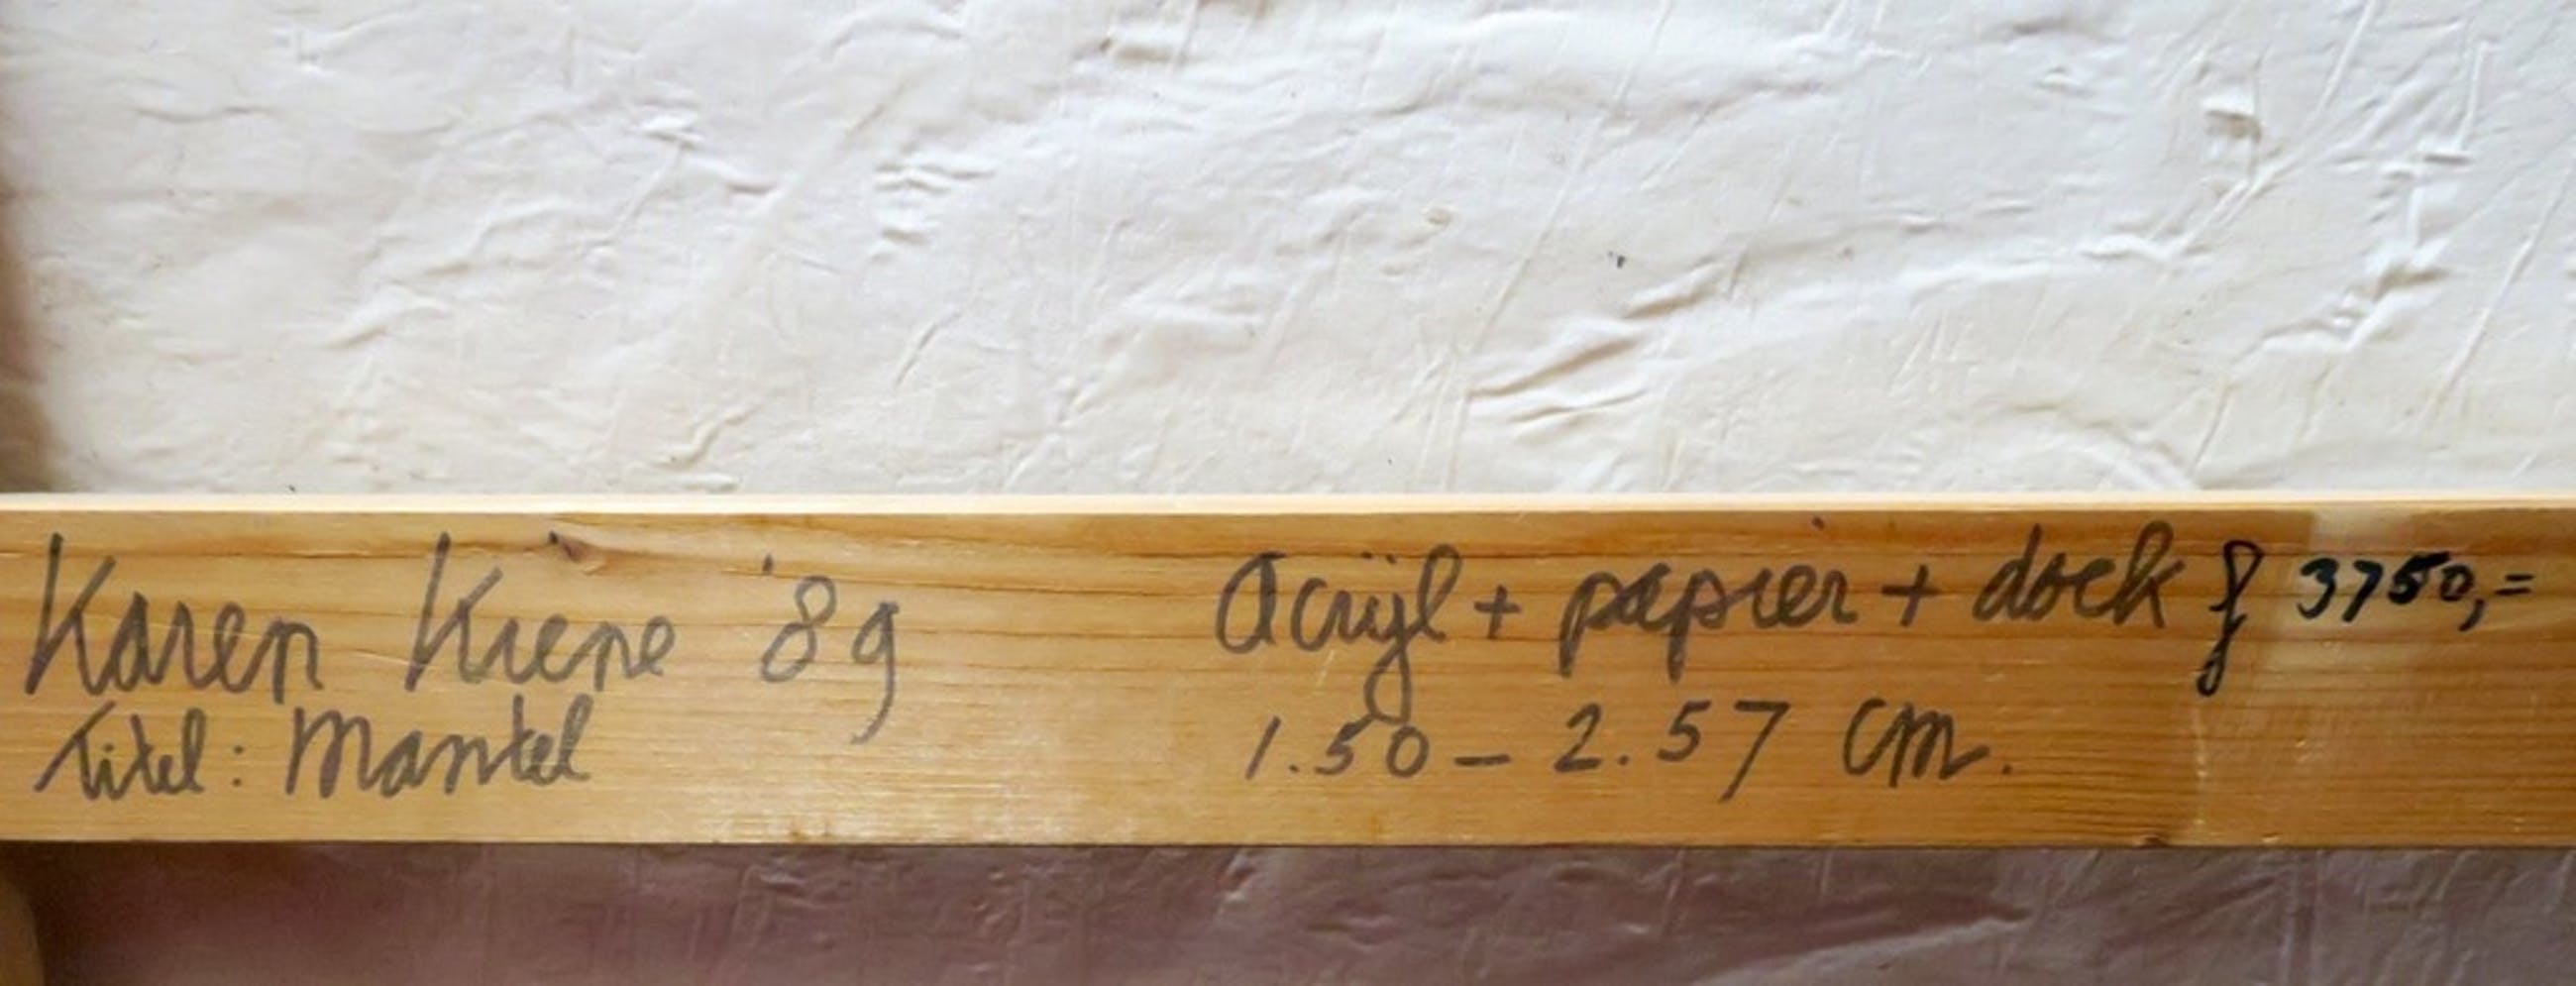 Karen Kiene '89
Titel: Mantel
Acrijl + papier + doek f 3750,=
1.50 – 2.57 cm.